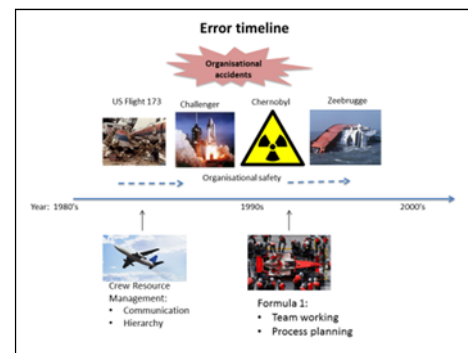 Error timeline
Organisational
accidents
US Flight 173
Challenger
Chernobyl
Zeebrugge
Organisational safety
Year: 1980's
1990s
2000's
Crew Resource
Management:
• Communication
• Hierarchy
Formula 1:
• Team working
• Process planning